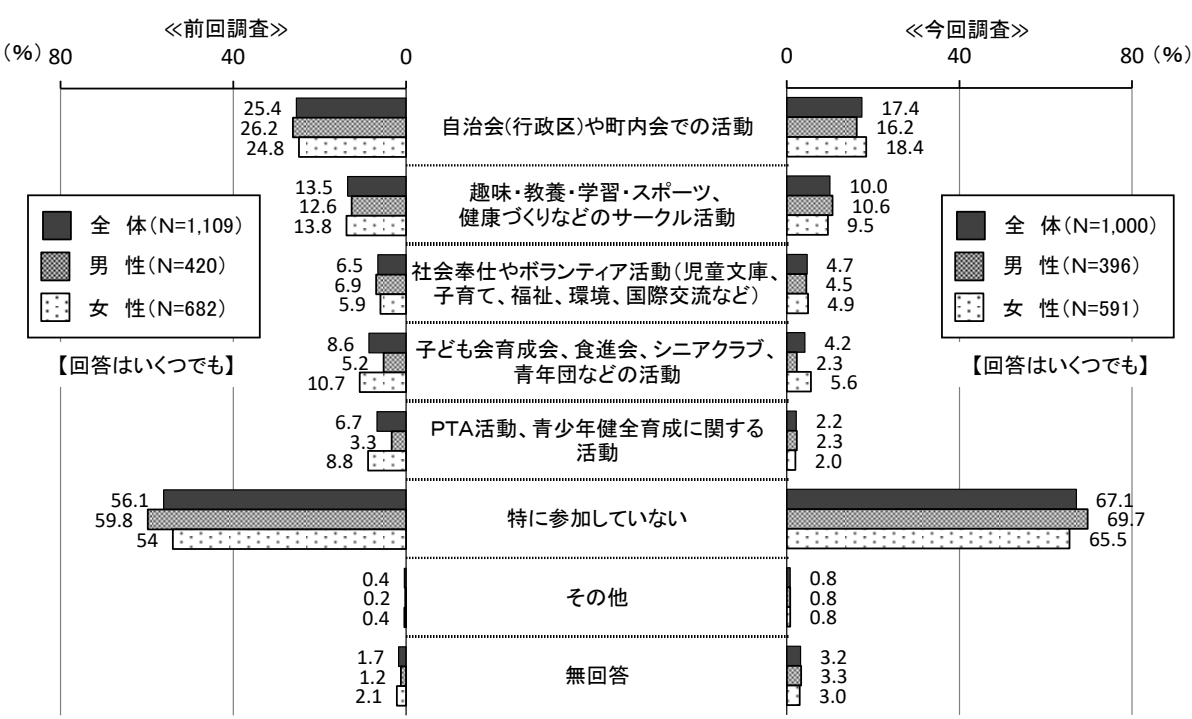 ≪前回調査≫
≪今回調査≫
(%) 80 40 0
0 40 80 (%)
25.4
26.2
24.8
自治会(行政区)や町内会での活動
17.4
16.2
18.4
13.5
12.6
13.8
趣味・教養・学習・スポーツ、
健康づくりなどのサークル活動
10.0
10.6
9.5
全 体(N=1,109)
男 性(N=420)
女 性(N=682)
【回答はいくつでも】
6.5
6.9
5.9
社会奉仕やボランティア活動(児童文庫、
子育て、福祉、環境、国際交流など)
4.7
4.5
4.9
全 体(N=1,000)
男 性(N=396)
女 性(N=591)
【回答はいくつでも】
8.6
5.2
10.7
子ども会育成会、食進会、シニアクラブ、
青年団などの活動
4.2
2.3
5.6
6.7
3.3
8.8
PTA活動、青少年健全育成に関する
活動
2.2
2.3
2.0
56.1
59.8
54
特に参加していない
67.1
69.7
65.5
0.4
0.2
0.4
その他
0.8
0.8
0.8
1.7
1.2
2.1
無回答
3.2
3.3
3.0